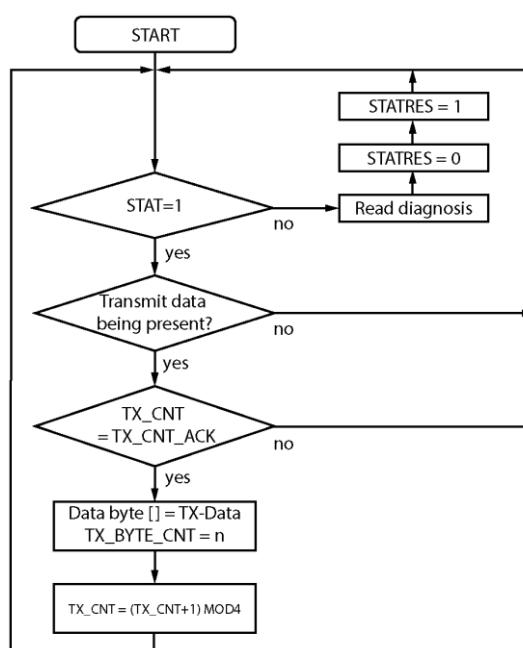 START
STATRES = 1
STATRES = 0
STAT=1
Read diagnosis
no
yes
Transmit data
being present?
no
yes
TX_CNT
= TX_CNT_ACK
no
yes
Data byte [] = TX-Data
TX_BYTE_CNT = n
TX_CNT = (TX_CNT+1) MOD4